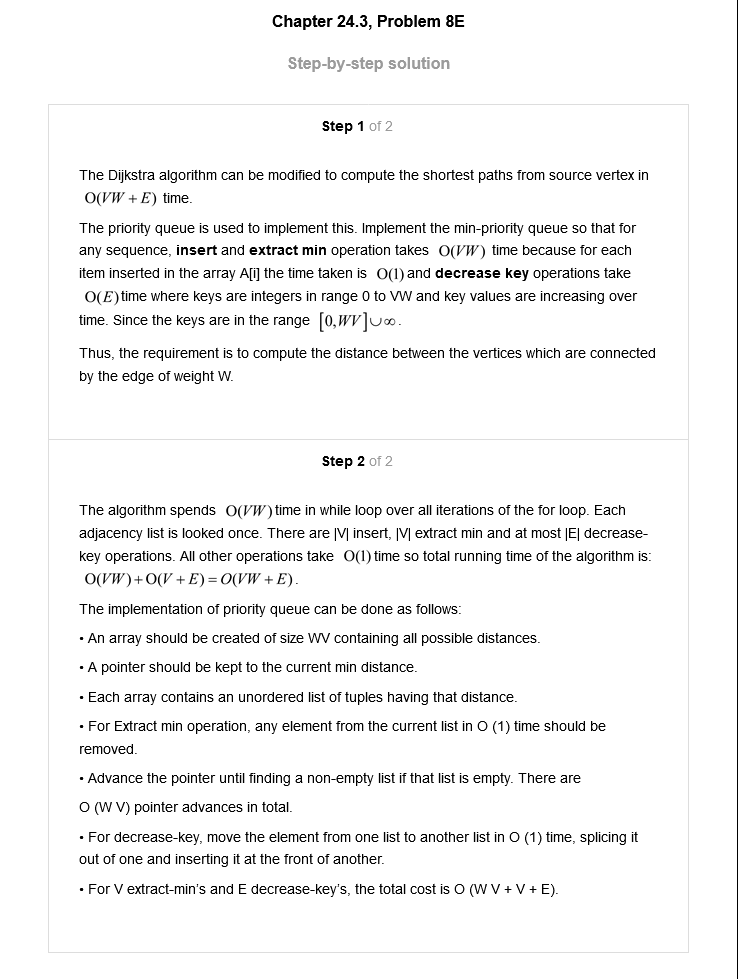 Chapter 24.3, Problem 8E
Step-by-step solution
Step 1 of 2
The Dijkstra algorithm can be modified to compute the shortest paths from source vertex in
O(VW + E) time.
The priority queue is used to implement this. Implement the min-priority queue so that for
any sequence, insert and extract min operation takes O(VW) time because for each
item inserted in the array A[i] the time taken is O(1) and decrease key operations take
O(E) time where keys are integers in range 0 to VW and key values are increasing over
time. Since the keys are in the range [0,WV]∪∞.
Thus, the requirement is to compute the distance between the vertices which are connected
by the edge of weight W.
Step 2 of 2
The algorithm spends O(VW) time in while loop over all iterations of the for loop. Each
adjacency list is looked once. There are |V| insert, |V| extract min and at most |E| decrease-
key operations. All other operations take O(1) time so total running time of the algorithm is:
O(VW)+O(V + E)=O(VW + E).
The implementation of priority queue can be done as follows:
• An array should be created of size WV containing all possible distances.
• A pointer should be kept to the current min distance.
• Each array contains an unordered list of tuples having that distance.
• For Extract min operation, any element from the current list in O (1) time should be
removed.
• Advance the pointer until finding a non-empty list if that list is empty. There are
O (W V) pointer advances in total.
• For decrease-key, move the element from one list to another list in O (1) time, splicing it
out of one and inserting it at the front of another.
• For V extract-min's and E decrease-key's, the total cost is O (W V + V + E).